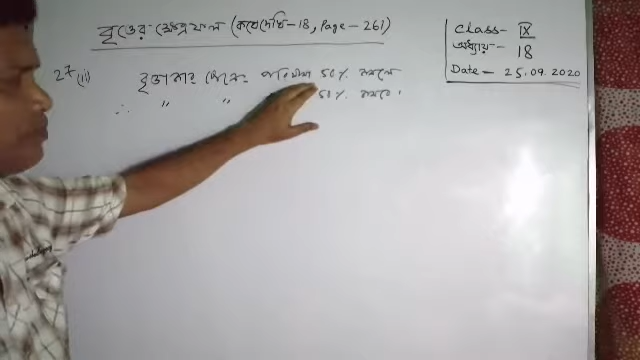 বৃত্তের ক্ষেত্রফল (কষে দেখি - 18, Page - 261)
Class - IX
অধ্যায় - 18
Date - 25.09.2020
27 (ii) বৃত্তাকার ক্ষেত্রের পরিসীমা 50% কমলে
∴ " " 50% কমবে।